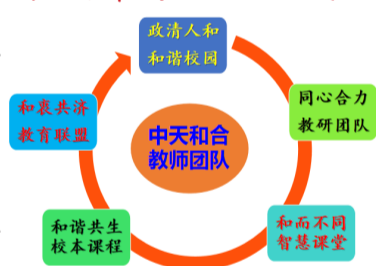 政清人和
和谐校园
同心合力
教研团队
和而不同
智慧课堂
和谐共生
校本课程
和衷共济
教育联盟
中天和合
教师团队